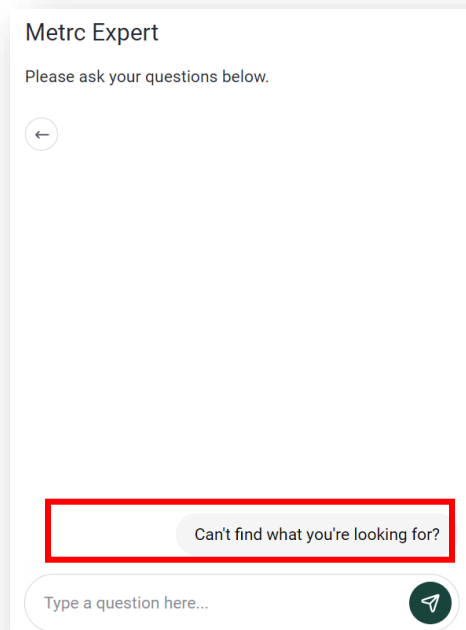 Metrc Expert
Please ask your questions below.
Can't find what you're looking for?
Type a question here...